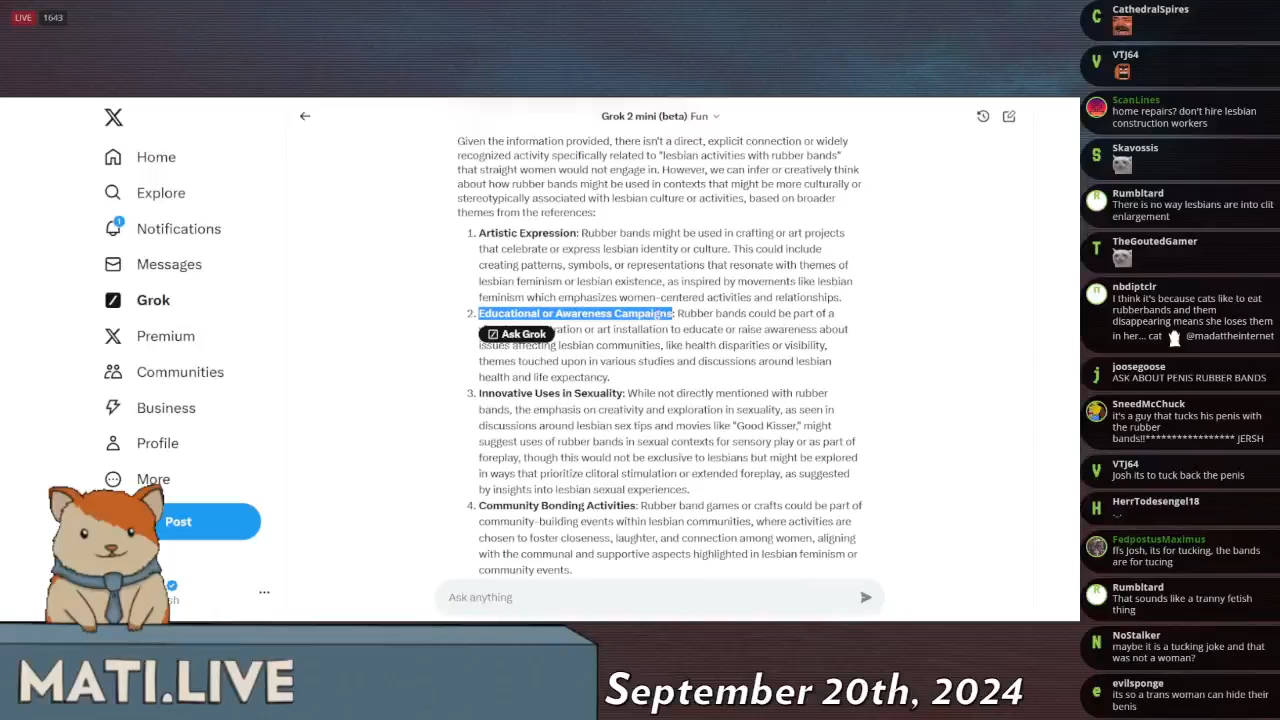 LIVE 1643
X
Home
Explore
1
Notifications
Messages
Grok
Premium
Communities
Business
Profile
More
Post
sh
...
Grok 2 mini (beta) Fun
Given the information provided, there isn't a direct, explicit connection or widely
recognized activity specifically related to "lesbian activities with rubber bands"
that straight women would not engage in. However, we can infer or creatively think
about how rubber bands might be used in contexts that might be more culturally or
stereotypically associated with lesbian culture or activities, based on broader
themes from the references:
1. Artistic Expression: Rubber bands might be used in crafting or art projects
that celebrate or express lesbian identity or culture. This could include
creating patterns, symbols, or representations that resonate with themes of
lesbian feminism or lesbian existence, as inspired by movements like lesbian
feminism which emphasizes women-centered activities and relationships.
2. Educational or Awareness Campaigns: Rubber bands could be part of a
Ask Grok
ration or art installation to educate or raise awareness about
issues affecting lesbian communities, like health disparities or visibility,
themes touched upon in various studies and discussions around lesbian
health and life expectancy.
3. Innovative Uses in Sexuality: While not directly mentioned with rubber
bands, the emphasis on creativity and exploration in sexuality, as seen in
discussions around lesbian sex tips and movies like "Good Kisser," might
suggest uses of rubber bands in sexual contexts for sensory play or as part of
foreplay, though this would not be exclusive to lesbians but might be explored
in ways that prioritize clitoral stimulation or extended foreplay, as suggested
by insights into lesbian sexual experiences.
4. Community Bonding Activities: Rubber band games or crafts could be part of
community-building events within lesbian communities, where activities are
chosen to foster closeness, laughter, and connection among women, aligning
with the communal and supportive aspects highlighted in lesbian feminism or
community events.
Ask anything
C CathedralSpires
V VTJ64
ScanLines
home repairs? don't hire lesbian
construction workers
S Skavossis
R Rumbltard
There is no way lesbians are into clit
enlargement
T TheGoutedGamer
n nbdiptclr
I think it's because cats like to eat
rubberbands and them
disappearing means she loses them
in her... cat @madattheinternet
j joosegoose
ASK ABOUT PENIS RUBBER BANDS
SneedMcChuck
it's a guy that tucks his penis with
the rubber
bands!!***************** JERSH
V VTJ64
Josh its to tuck back the penis
H HerrTodesengel18
-_-
FedpostusMaximus
ffs Josh, its for tucking, the bands
are for tucing
R Rumbltard
That sounds like a tranny fetish
thing
N NoStalker
maybe it is a tucking joke and that
was not a woman?
e evilsponge
its so a trans woman can hide their
benis
MATI.LIVE
September 20th, 2024